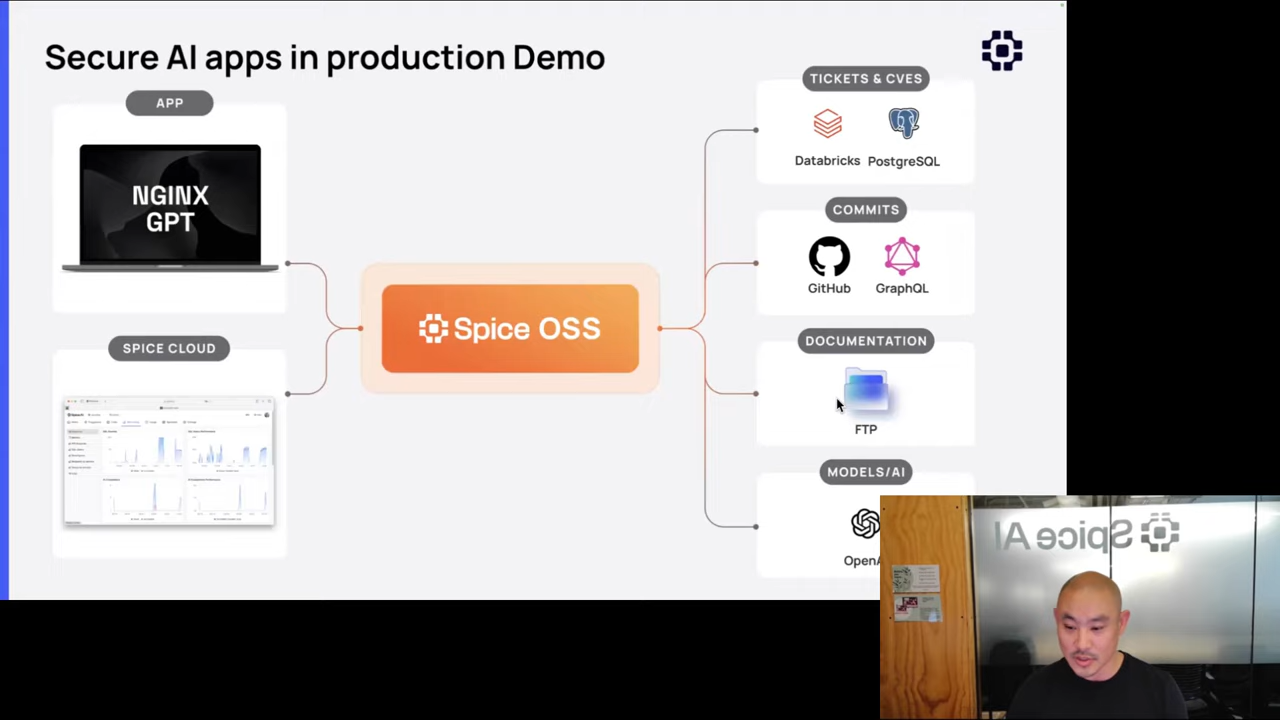 Secure AI apps in production Demo
APP
NGINX
GPT
SPICE CLOUD
Spice OSS
TICKETS & CVES
Databricks PostgreSQL
COMMITS
GitHub GraphQL
DOCUMENTATION
FTP
MODELS/AI
OpenA
Spice AI